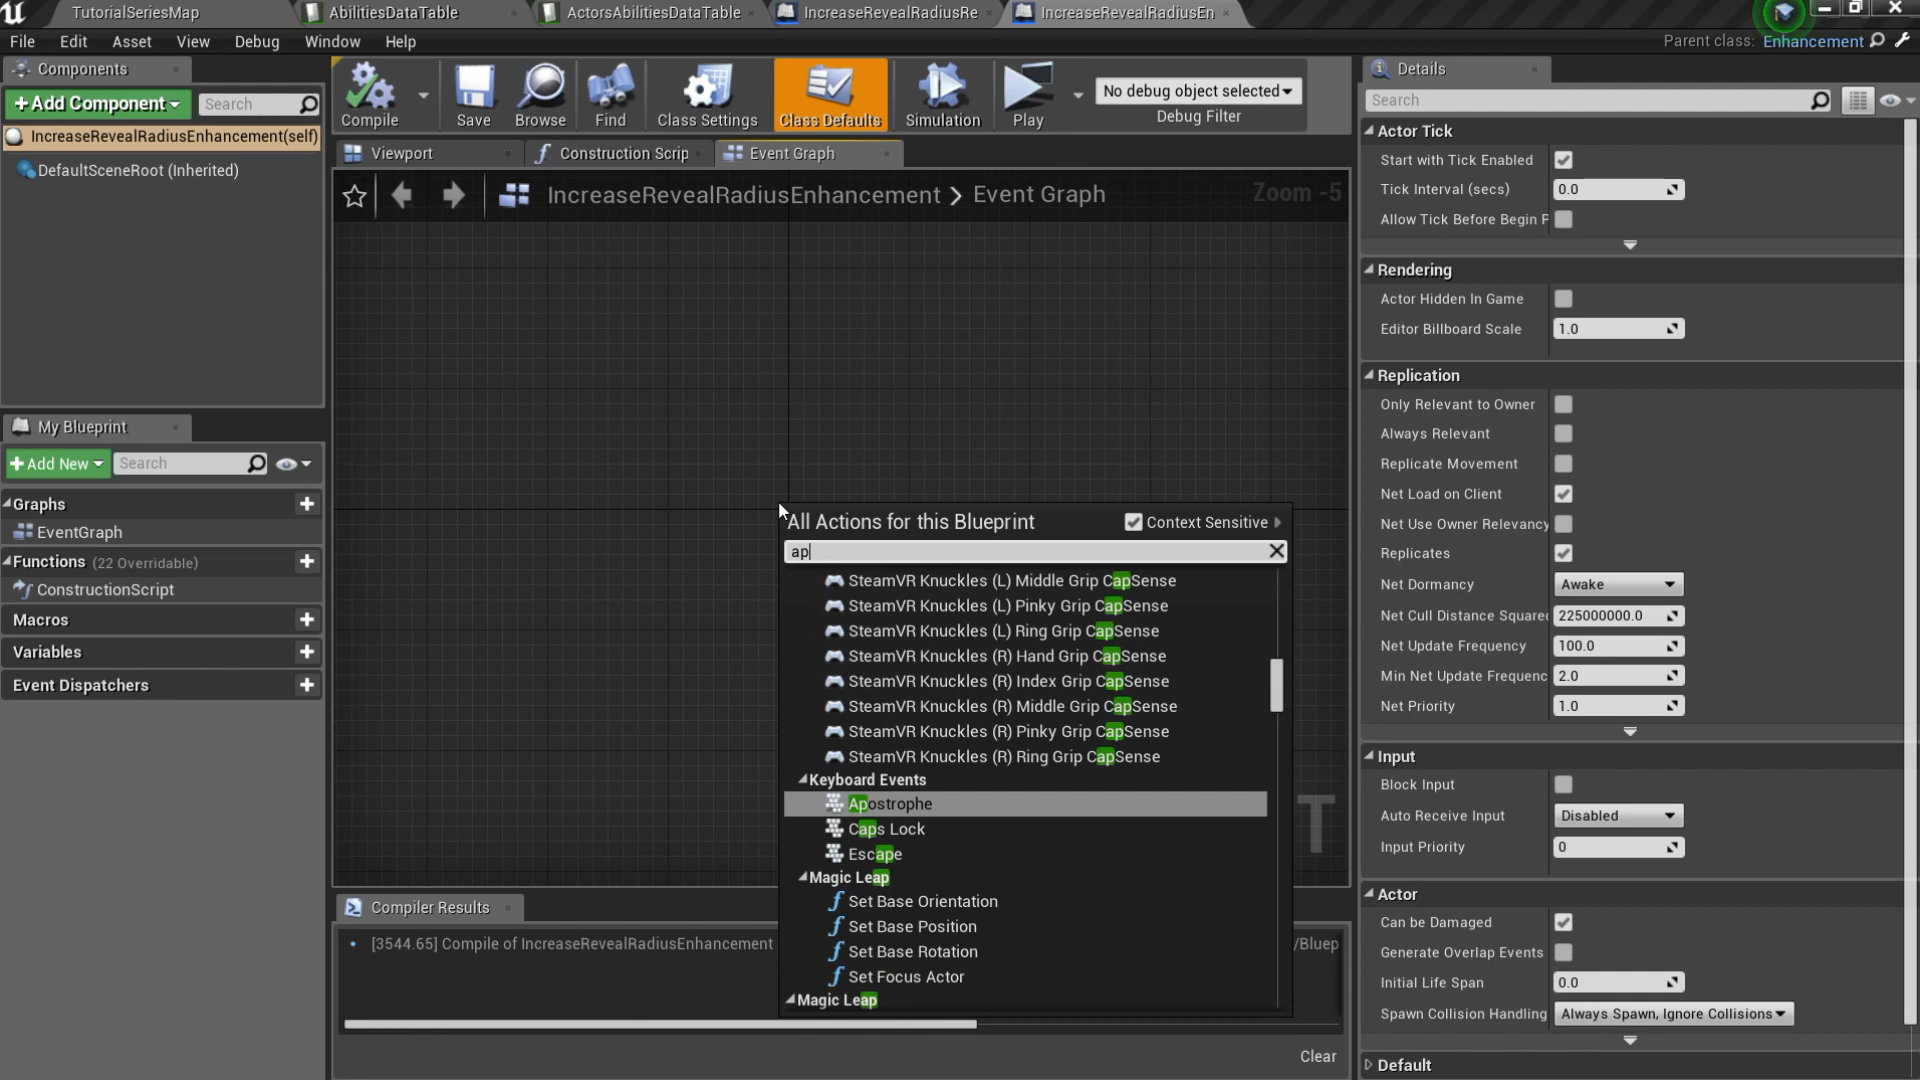 TutorialSeriesMap
AbilitiesDataTable
ActorsAbilitiesDataTable
IncreaseRevealRadiusRe
IncreaseRevealRadiusEn
File Edit Asset View Debug Window Help
Parent class: Enhancement
Components
+Add Component
Search
IncreaseRevealRadiusEnhancement(self)
DefaultSceneRoot (Inherited)
My Blueprint
+Add New
Search
Graphs
EventGraph
Functions (22 Overridable)
ConstructionScript
Macros
Variables
Event Dispatchers
Compile
Save
Browse
Find
Class Settings
Class Defaults
Simulation
Play
No debug object selected
Debug Filter
Viewport
Construction Scrip
Event Graph
IncreaseRevealRadiusEnhancement > Event Graph
Zoom -5
All Actions for this Blueprint
Context Sensitive
ap
SteamVR Knuckles (L) Middle Grip CapSense
SteamVR Knuckles (L) Pinky Grip CapSense
SteamVR Knuckles (L) Ring Grip CapSense
SteamVR Knuckles (R) Hand Grip CapSense
SteamVR Knuckles (R) Index Grip CapSense
SteamVR Knuckles (R) Middle Grip CapSense
SteamVR Knuckles (R) Pinky Grip CapSense
SteamVR Knuckles (R) Ring Grip CapSense
Keyboard Events
Apostrophe
Caps Lock
Escape
Magic Leap
Set Base Orientation
Set Base Position
Set Base Rotation
Set Focus Actor
Magic Leap
T
Compiler Results
[3544.65] Compile of IncreaseRevealRadiusEnhancement
/Bluep
Clear
Details
Search
Actor Tick
Start with Tick Enabled
Tick Interval (secs) 0.0
Allow Tick Before Begin P
Rendering
Actor Hidden In Game
Editor Billboard Scale 1.0
Replication
Only Relevant to Owner
Always Relevant
Replicate Movement
Net Load on Client
Net Use Owner Relevancy
Replicates
Net Dormancy Awake
Net Cull Distance Squared 225000000.0
Net Update Frequency 100.0
Min Net Update Frequenc 2.0
Net Priority 1.0
Input
Block Input
Auto Receive Input Disabled
Input Priority 0
Actor
Can be Damaged
Generate Overlap Events
Initial Life Span 0.0
Spawn Collision Handling Always Spawn, Ignore Collisions
Default